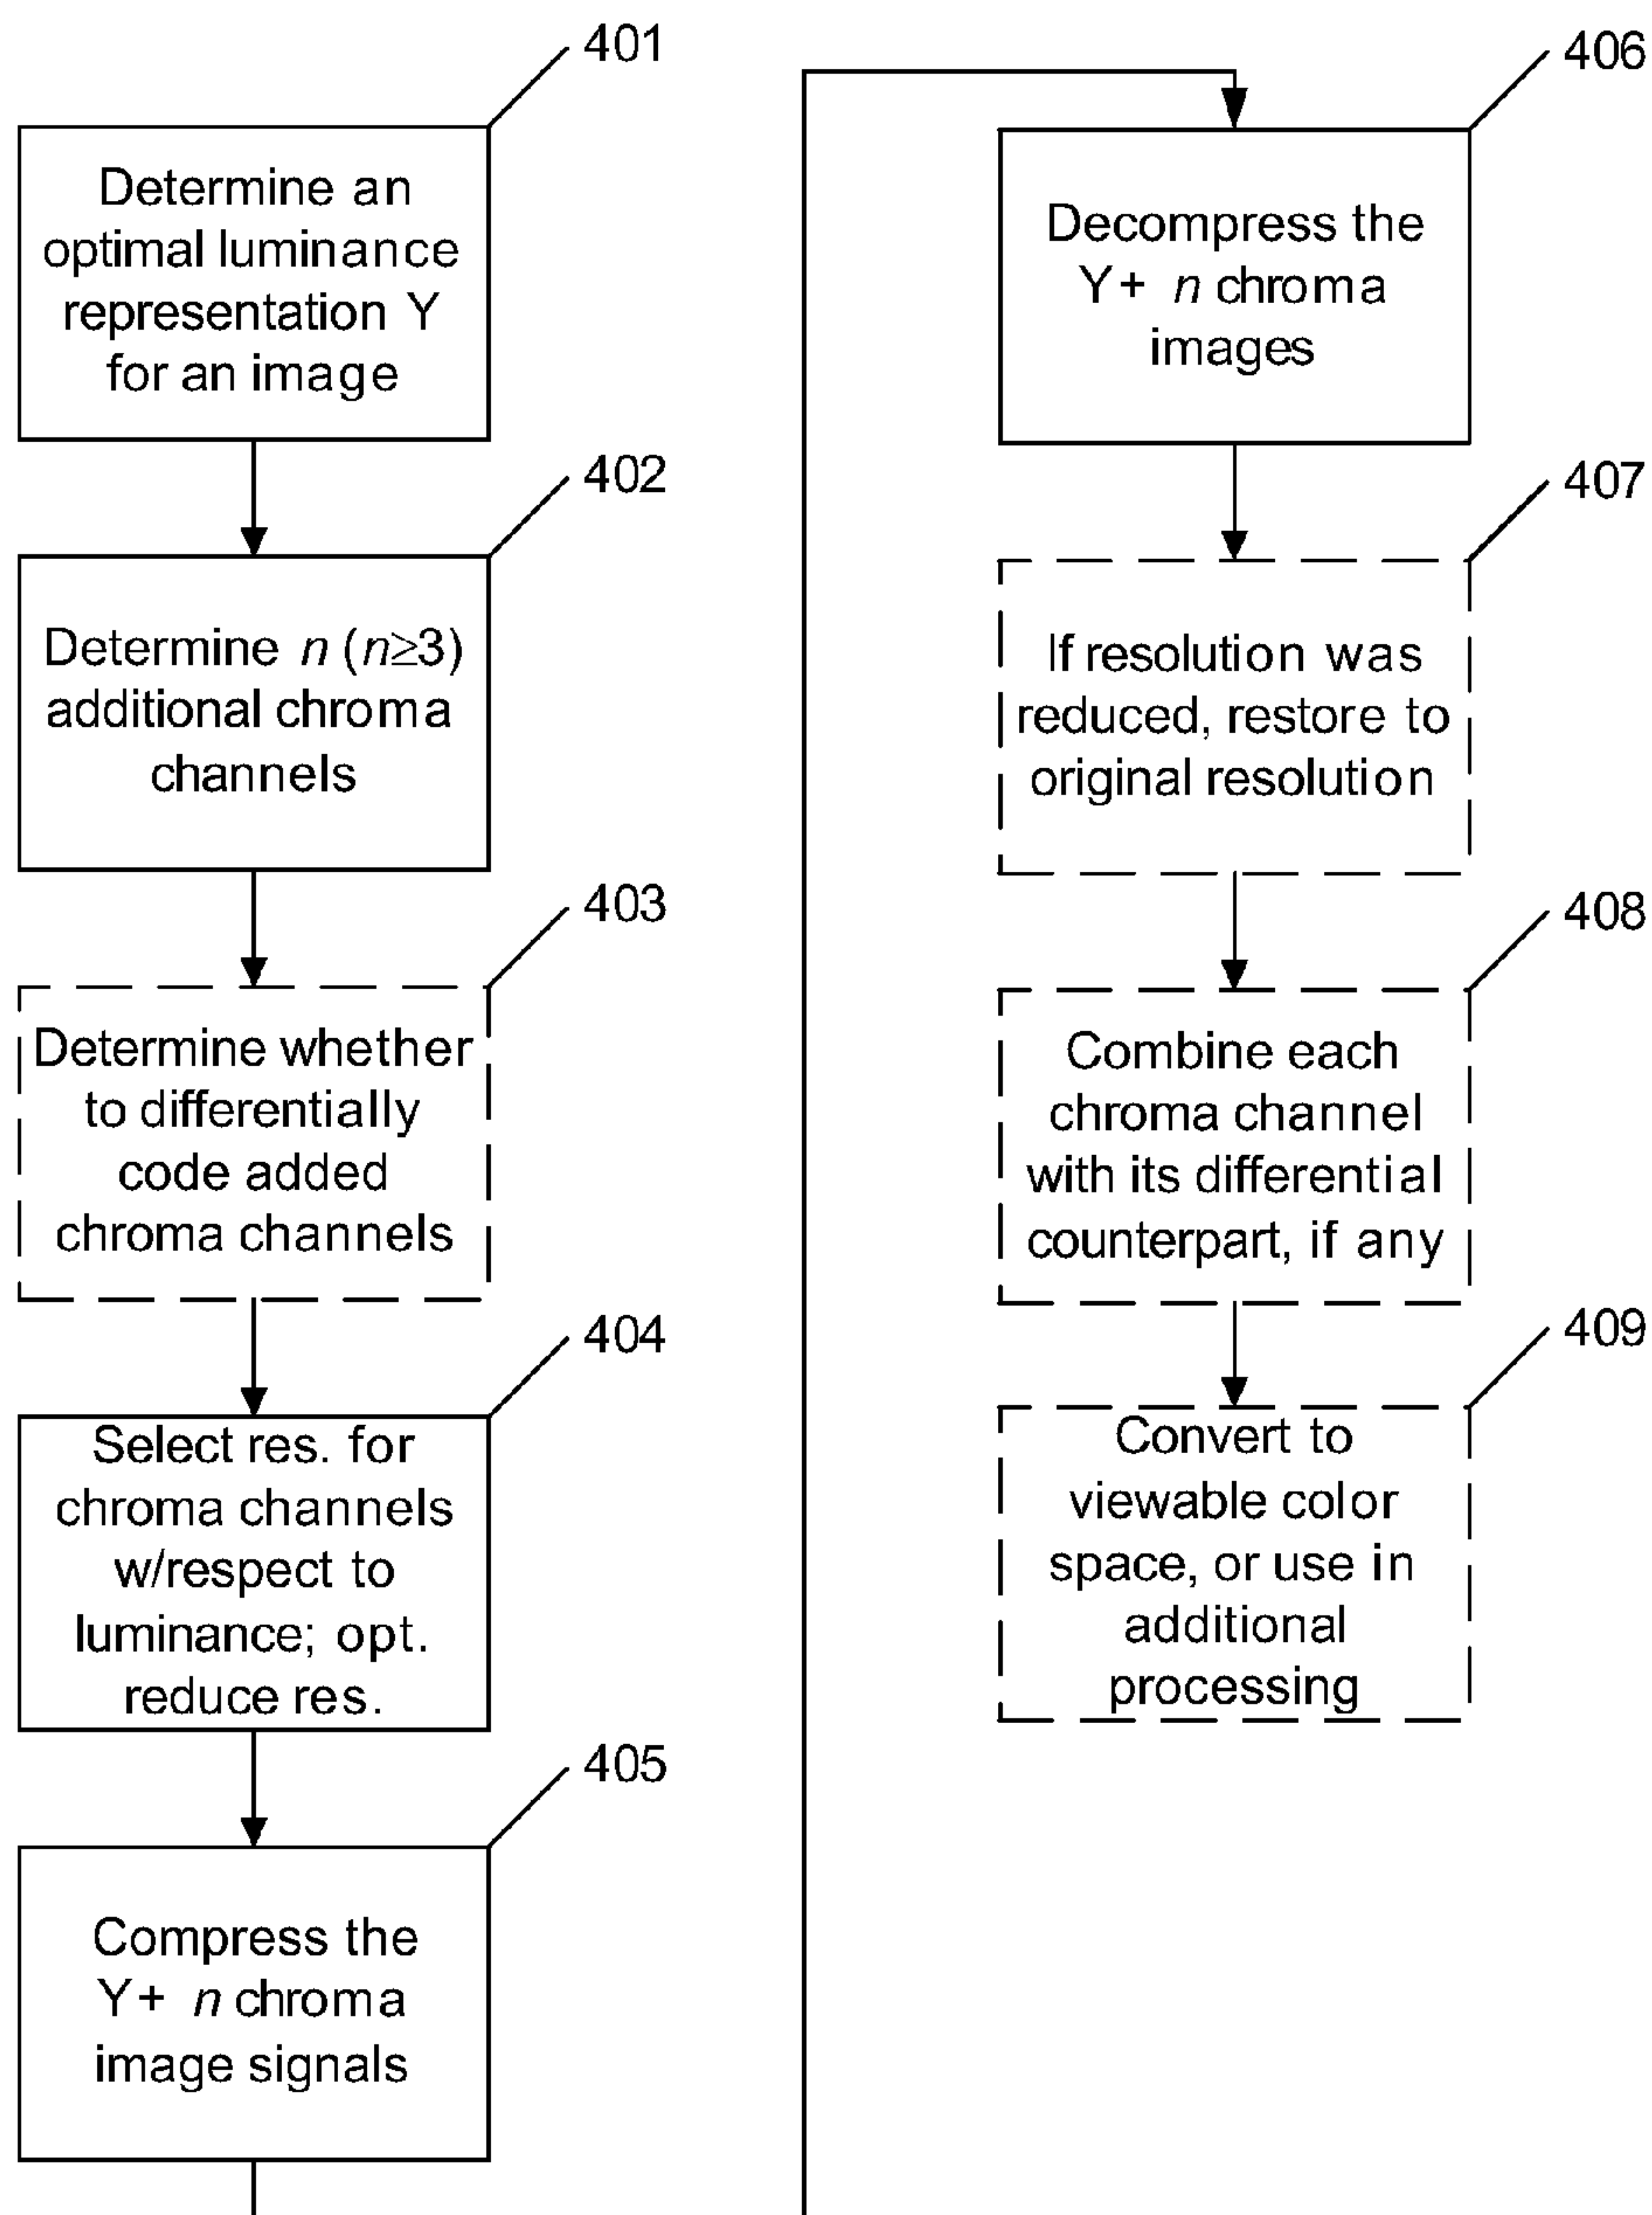 401
Determine an
optimal luminance
representation Y
for an image
402
Determine n (n≥3)
additional chroma
channels
403
Determine whether
to differentially
code added
chroma channels
404
Select res. for
chroma channels
w/respect to
luminance; opt.
reduce res.
405
Compress the
Y+ n chroma
image signals
406
Decompress the
Y+ n chroma
images
407
If resolution was
reduced, restore to
original resolution
408
Combine each
chroma channel
with its differential
counterpart, if any
409
Convert to
viewable color
space, or use in
additional
processing